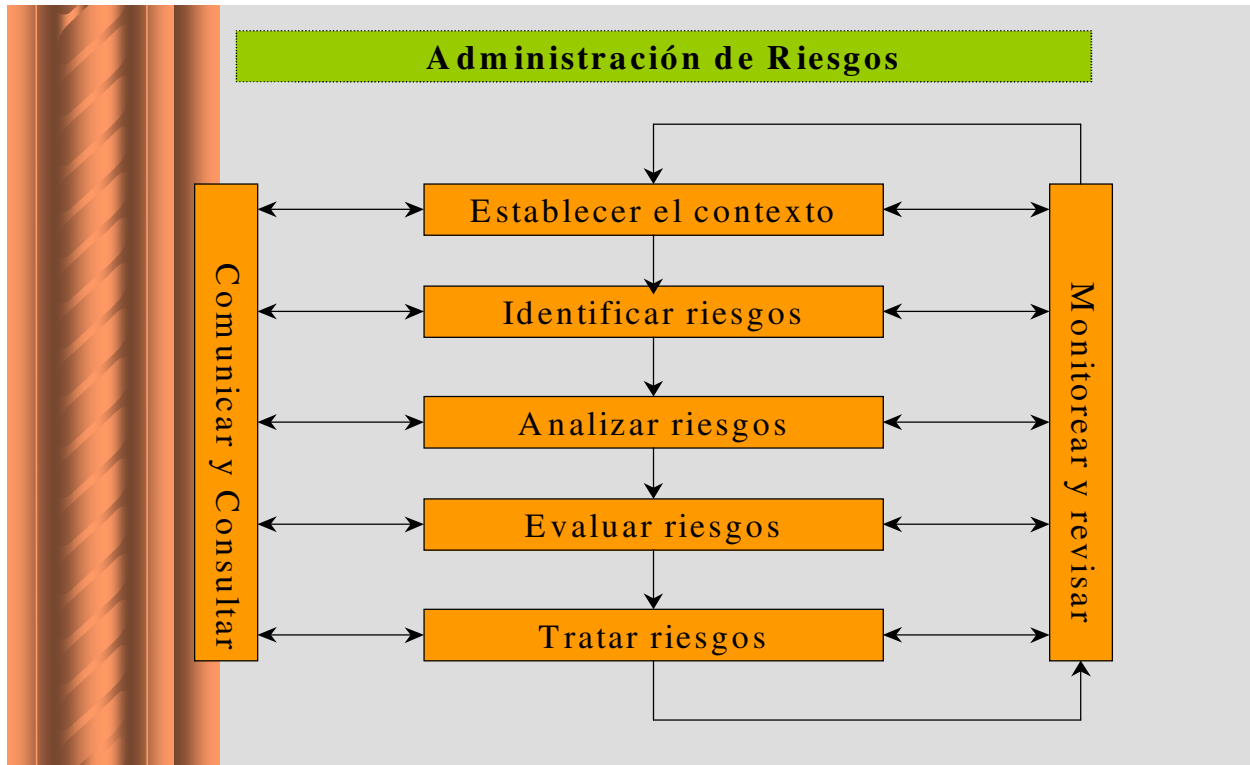 Administración de Riesgos
Establecer el contexto
Identificar riesgos
Analizar riesgos
Evaluar riesgos
Tratar riesgos
Comunicar y Consultar
Monitorear y revisar